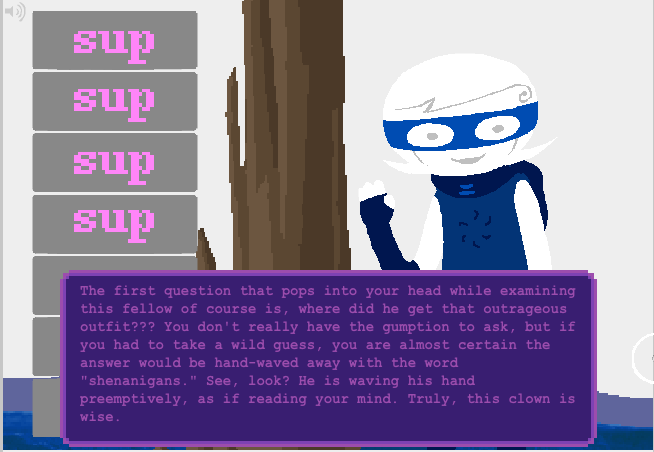 sup
sup
sup
sup
The first question that pops into your head while examining
this fellow of course is, where did he get that outrageous
outfit??? You don't really have the gumption to ask, but if
you had to take a wild guess, you are almost certain the
answer would be hand-waved away with the word
"shenanigans." See, look? He is waving his hand
preemptively, as if reading your mind. Truly, this clown is
wise.